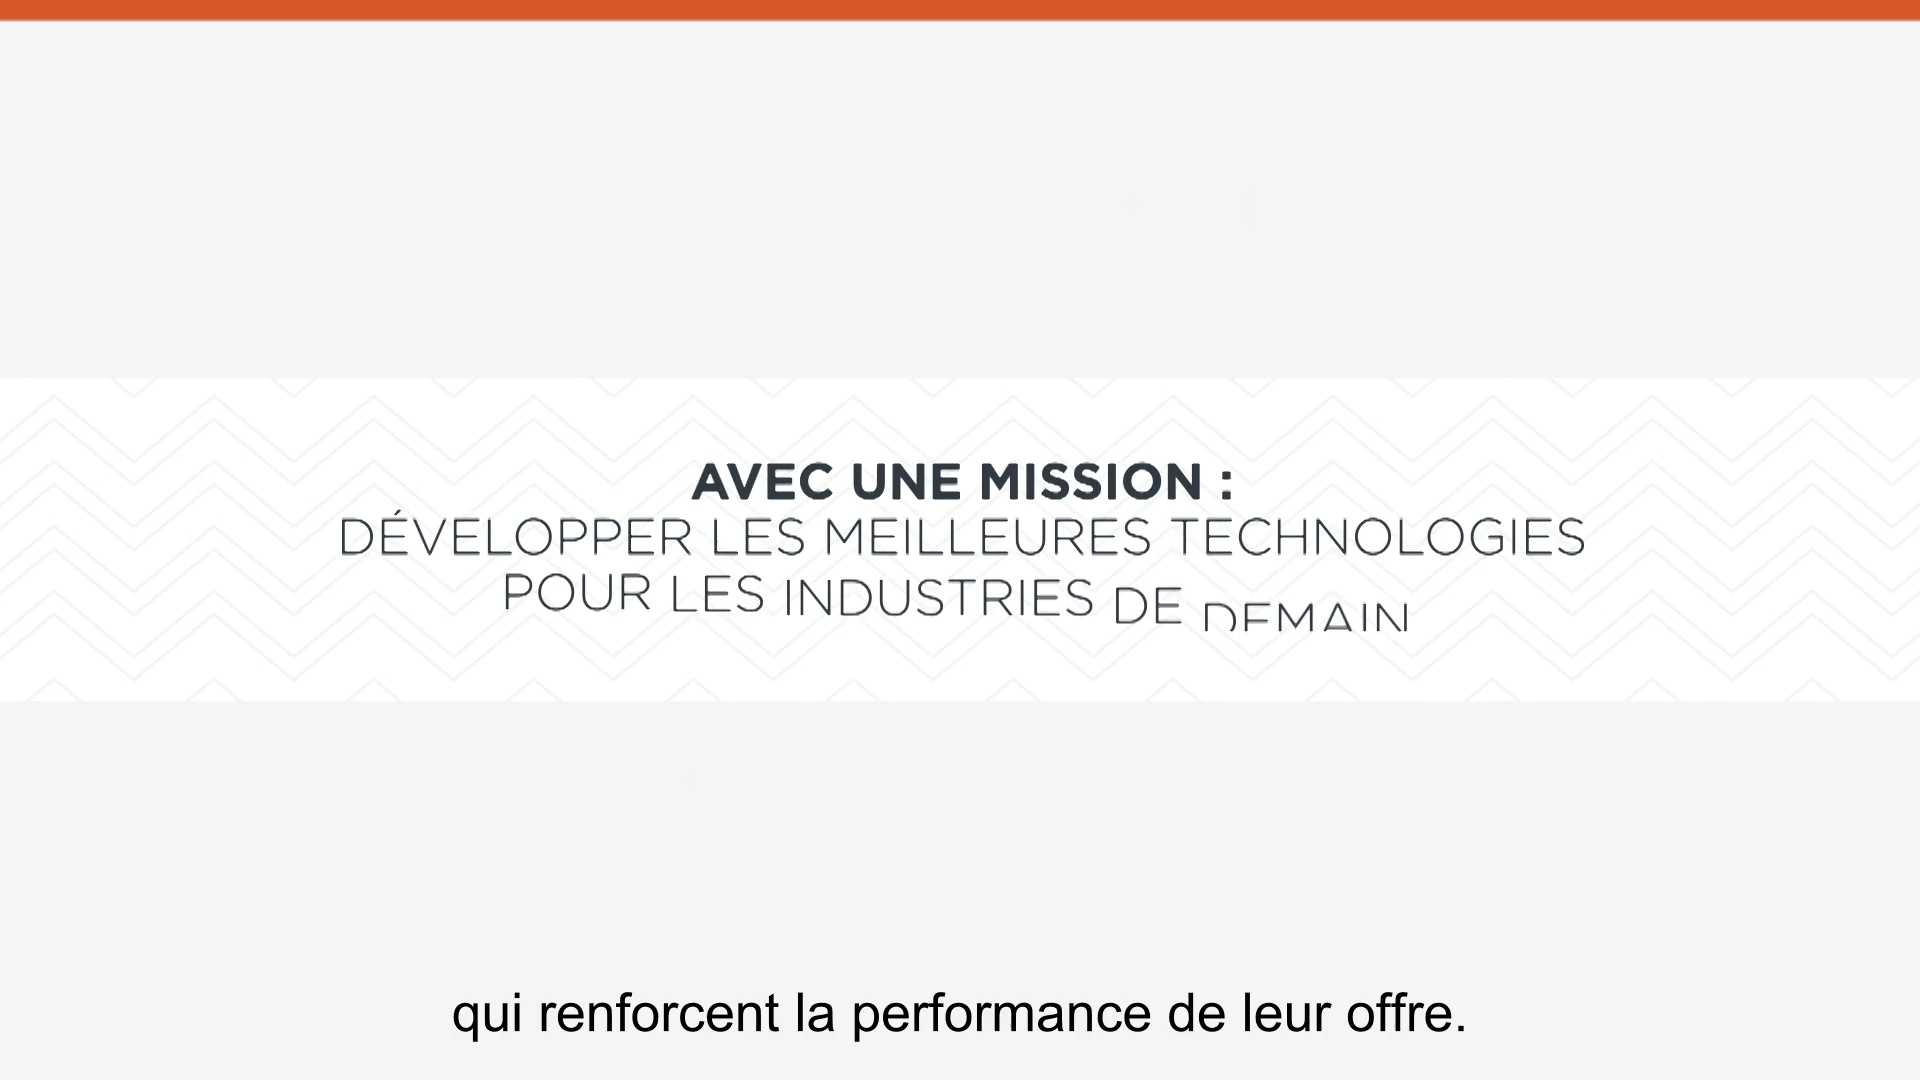 AVEC UNE MISSION :
DÉVELOPPER LES MEILLEURES TECHNOLOGIES
POUR LES INDUSTRIES DE DEMAIN
qui renforcent la performance de leur offre.